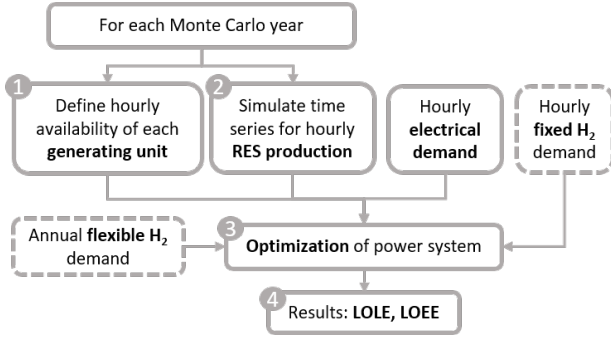 For each Monte Carlo year
1
Define hourly
availability of each
generating unit
2
Simulate time
series for hourly
RES production
Hourly
electrical
demand
Hourly
fixed H₂
demand
Annual flexible H₂
demand
3
Optimization of power system
4
Results: LOLE, LOEE